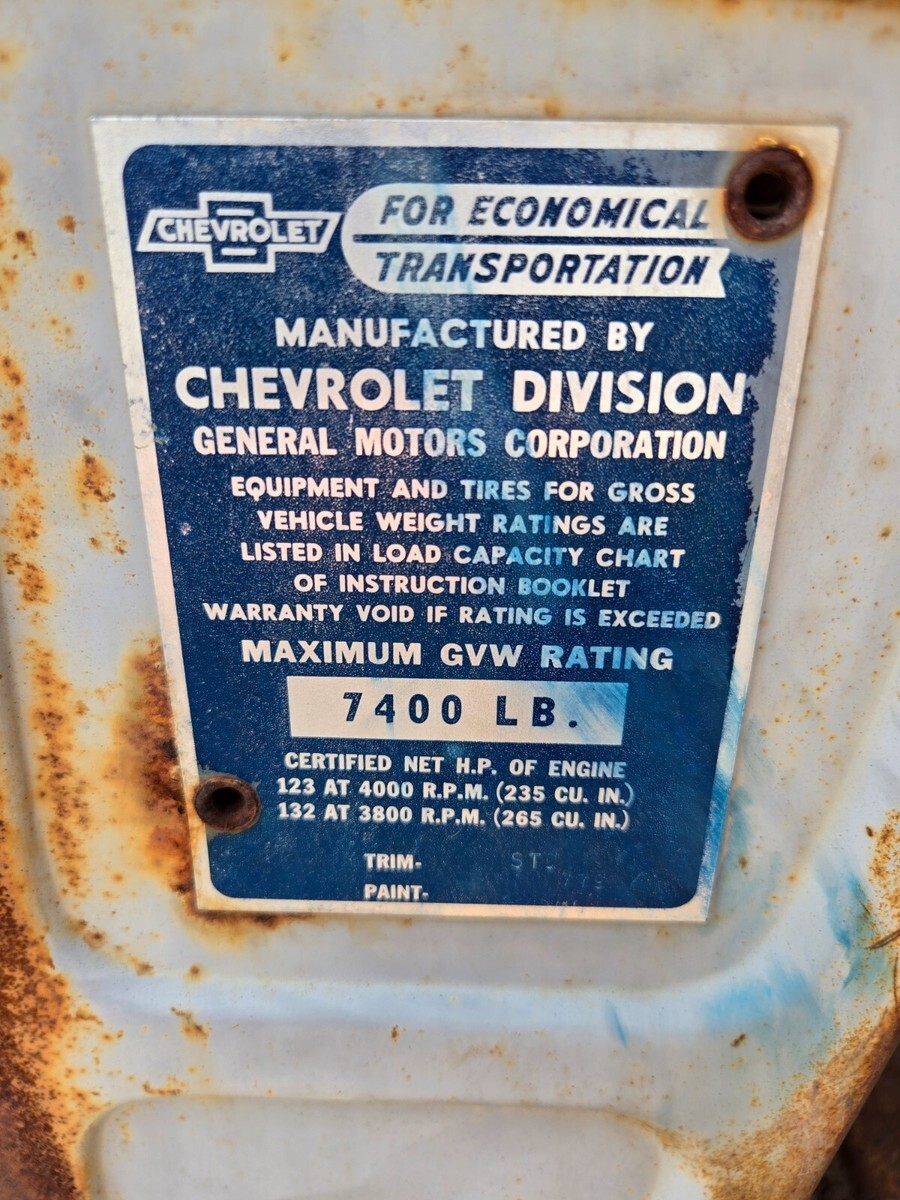 CHEVROLET
FOR ECONOMICAL
TRANSPORTATION
MANUFACTURED BY
CHEVROLET DIVISION
GENERAL MOTORS CORPORATION
EQUIPMENT AND TIRES FOR GROSS
VEHICLE WEIGHT RATINGS ARE
LISTED IN LOAD CAPACITY CHART
OF INSTRUCTION BOOKLET
WARRANTY VOID IF RATING IS EXCEEDED
MAXIMUM GVW RATING
7400 LB.
CERTIFIED NET H.P. OF ENGINE
123 AT 4000 R.P.M. (235 CU. IN.)
132 AT 3800 R.P.M. (265 CU. IN.)
TRIM-
PAINT-